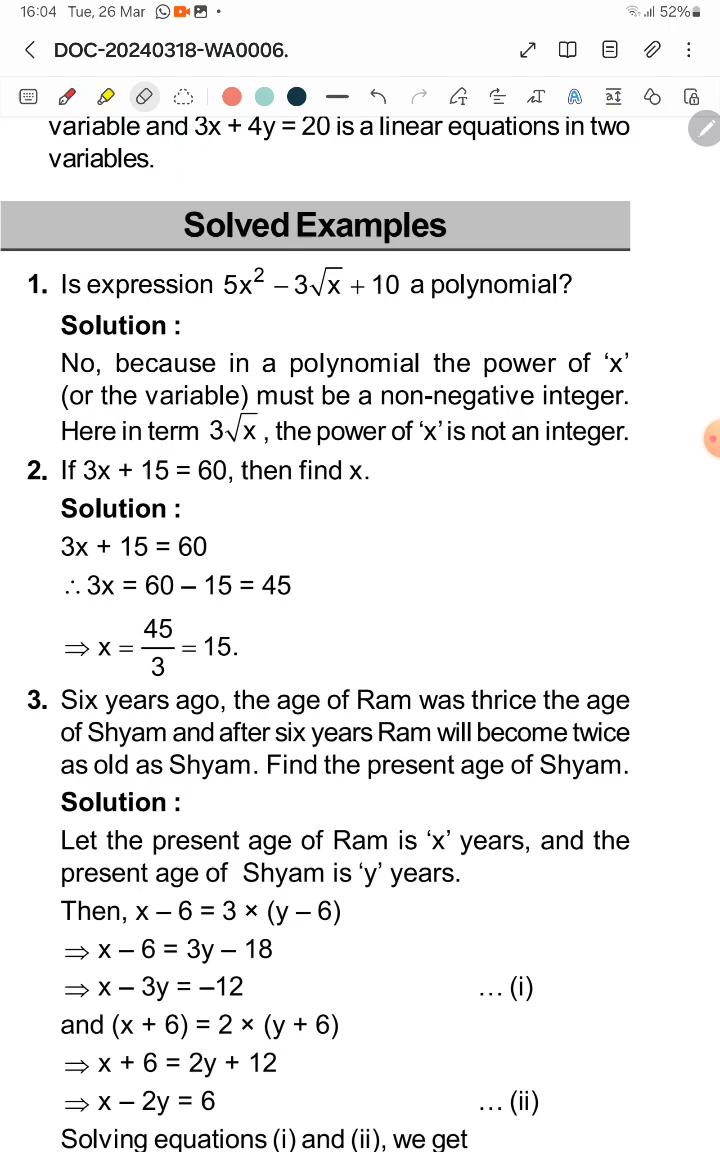 16:04 Tue, 26 Mar 52%
DOC-20240318-WA0006.
variable and 3x + 4y = 20 is a linear equations in two
variables.
Solved Examples
1. Is expression 5x² – 3√x + 10 a polynomial?
Solution :
No, because in a polynomial the power of ‘x’
(or the variable) must be a non-negative integer.
Here in term 3√x , the power of ‘x’ is not an integer.
2. If 3x + 15 = 60, then find x.
Solution :
3x + 15 = 60
∴ 3x = 60 – 15 = 45
⇒ x = 45/3 = 15.
3. Six years ago, the age of Ram was thrice the age
of Shyam and after six years Ram will become twice
as old as Shyam. Find the present age of Shyam.
Solution :
Let the present age of Ram is ‘x’ years, and the
present age of Shyam is ‘y’ years.
Then, x – 6 = 3 × (y – 6)
⇒ x – 6 = 3y – 18
⇒ x – 3y = –12 … (i)
and (x + 6) = 2 × (y + 6)
⇒ x + 6 = 2y + 12
⇒ x – 2y = 6 … (ii)
Solving equations (i) and (ii), we get